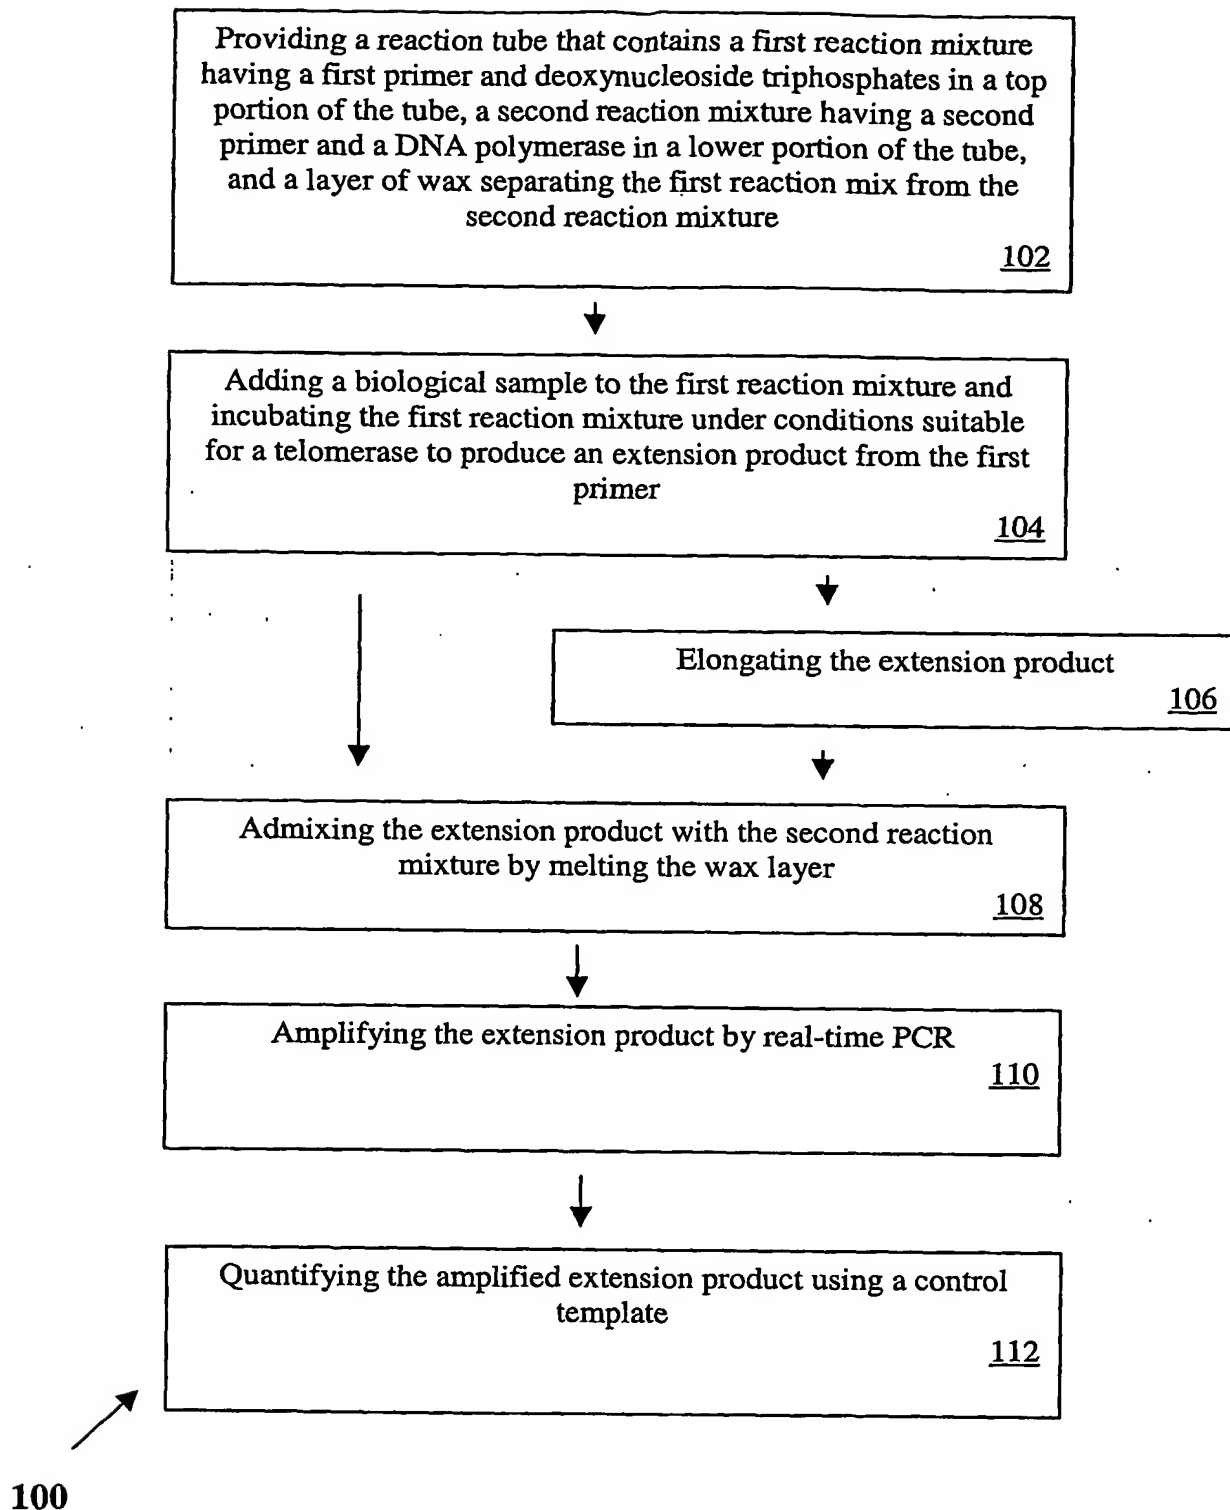 Providing a reaction tube that contains a first reaction mixture
having a first primer and deoxynucleoside triphosphates in a top
portion of the tube, a second reaction mixture having a second
primer and a DNA polymerase in a lower portion of the tube,
and a layer of wax separating the first reaction mix from the
second reaction mixture
102
Adding a biological sample to the first reaction mixture and
incubating the first reaction mixture under conditions suitable
for a telomerase to produce an extension product from the first
primer
104
Elongating the extension product
106
Admixing the extension product with the second reaction
mixture by melting the wax layer
108
Amplifying the extension product by real-time PCR
110
Quantifying the amplified extension product using a control
template
112
100